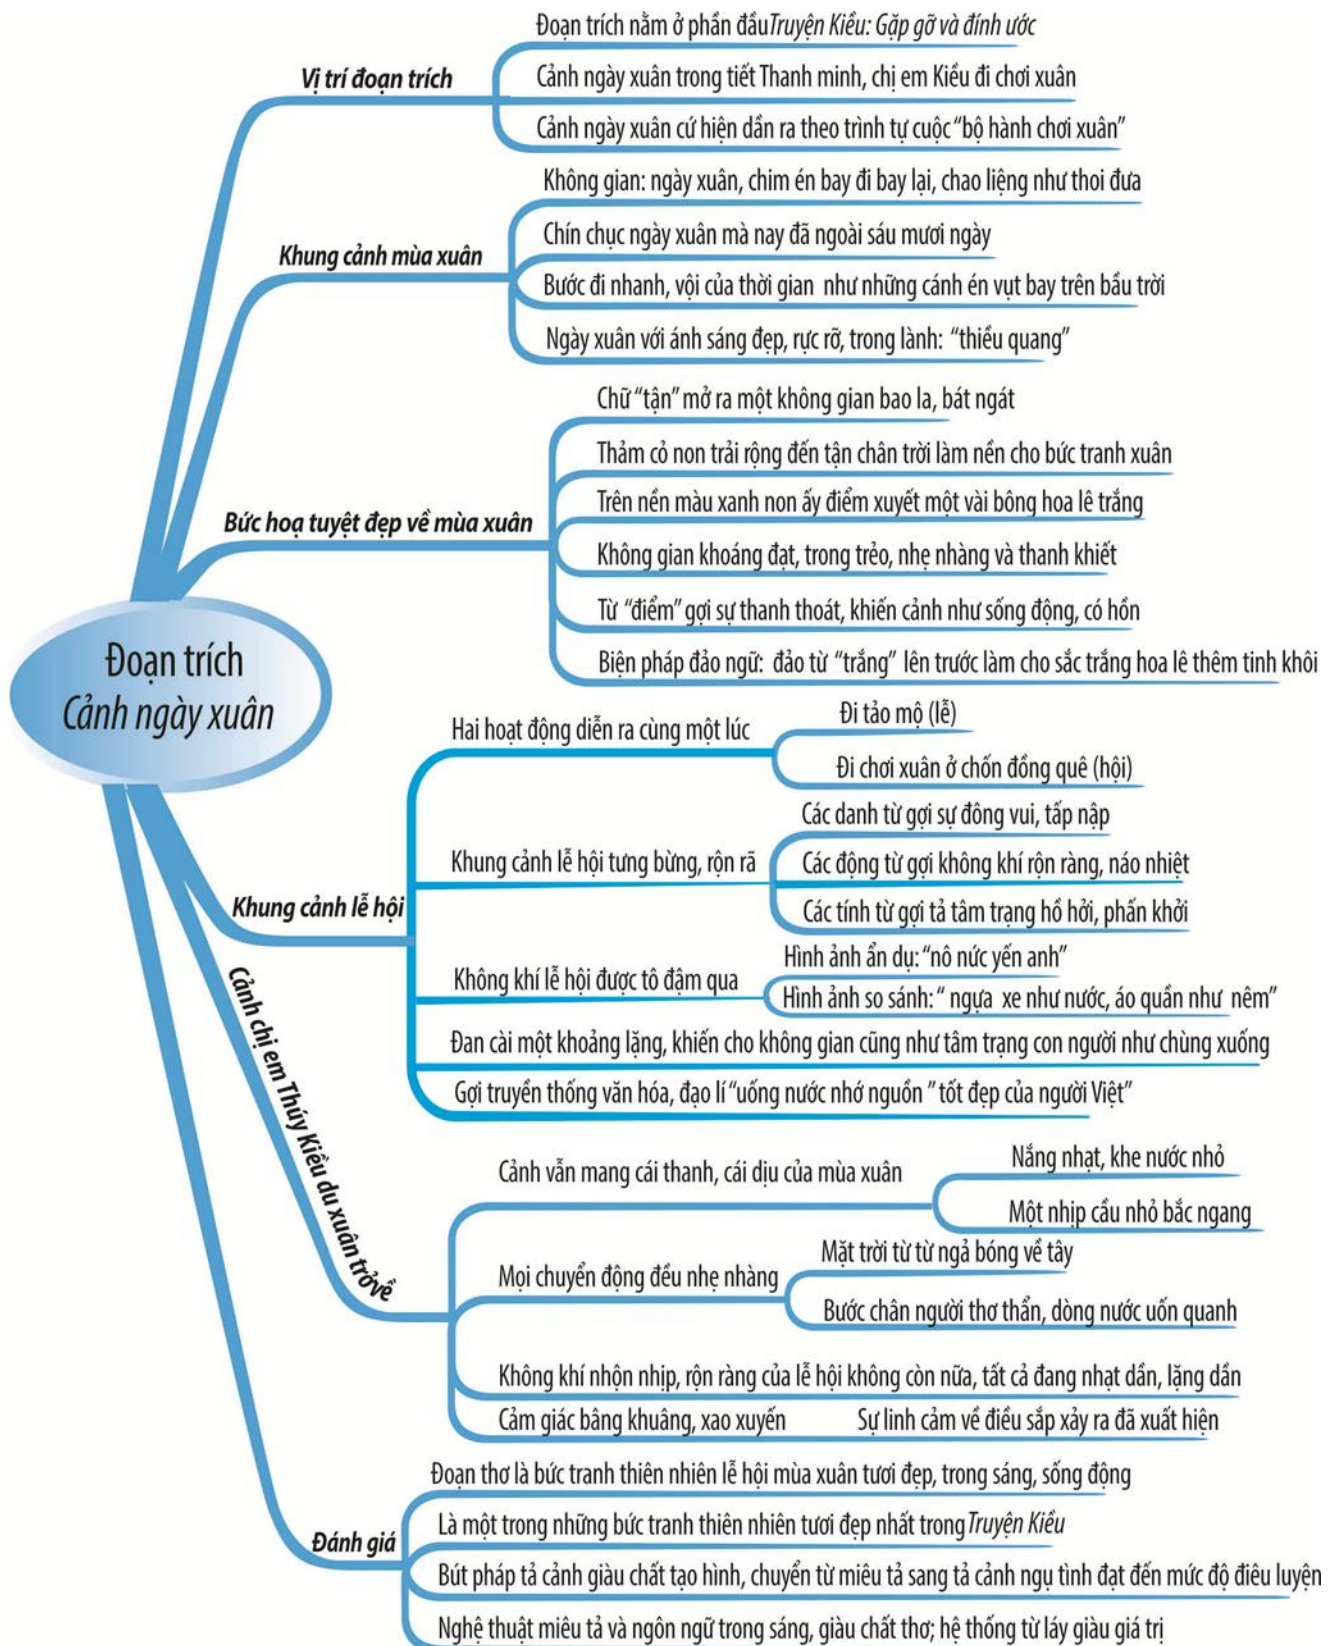 Đoạn trích nằm ở phần đầu Truyện Kiều: Gặp gỡ và đính ước
Vị trí đoạn trích
Cảnh ngày xuân trong tiết Thanh minh, chị em Kiều đi chơi xuân
Cảnh ngày xuân cứ hiện dần ra theo trình tự cuộc “bộ hành chơi xuân”
Không gian: ngày xuân, chim én bay đi bay lại, chao liệng như thoi đưa
Chín chục ngày xuân mà nay đã ngoài sáu mươi ngày
Khung cảnh mùa xuân
Bước đi nhanh, vội của thời gian như những cánh én vụt bay trên bầu trời
Ngày xuân với ánh sáng đẹp, rực rỡ, trong lành: “thiều quang”
Chữ “tận” mở ra một không gian bao la, bát ngát
Thảm cỏ non trải rộng đến tận chân trời làm nền cho bức tranh xuân
Trên nền màu xanh non ấy điểm xuyết một vài bông hoa lê trắng
Bức hoạ tuyệt đẹp về mùa xuân
Không gian khoáng đạt, trong trẻo, nhẹ nhàng và thanh khiết
Từ “điểm” gợi sự thanh thoát, khiến cảnh như sống động, có hồn
Biện pháp đảo ngữ: đảo từ “trắng” lên trước làm cho sắc trắng hoa lê thêm tinh khôi
Đoạn trích
Cảnh ngày xuân
Hai hoạt động diễn ra cùng một lúc
Đi tảo mộ (lễ)
Đi chơi xuân ở chốn đồng quê (hội)
Khung cảnh lễ hội tưng bừng, rộn rã
Các danh từ gợi sự đông vui, tấp nập
Các động từ gợi không khí rộn ràng, náo nhiệt
Các tính từ gợi tả tâm trạng hồ hởi, phấn khởi
Khung cảnh lễ hội
Không khí lễ hội được tô đậm qua
Hình ảnh ẩn dụ: “nô nức yến anh”
Hình ảnh so sánh: “ ngựa xe như nước, áo quần như nêm”
Đan cài một khoảng lặng, khiến cho không gian cũng như tâm trạng con người như chùng xuống
Gợi truyền thống văn hóa, đạo lí “uống nước nhớ nguồn ” tốt đẹp của người Việt”
Cảnh chị em Thúy Kiều du xuân trở về
Cảnh vẫn mang cái thanh, cái dịu của mùa xuân
Nắng nhạt, khe nước nhỏ
Một nhịp cầu nhỏ bắc ngang
Mọi chuyển động đều nhẹ nhàng
Mặt trời từ từ ngả bóng về tây
Bước chân người thơ thẩn, dòng nước uốn quanh
Không khí nhộn nhịp, rộn ràng của lễ hội không còn nữa, tất cả đang nhạt dần, lặng dần
Cảm giác bâng khuâng, xao xuyến
Sự linh cảm về điều sắp xảy ra đã xuất hiện
Đoạn thơ là bức tranh thiên nhiên lễ hội mùa xuân tươi đẹp, trong sáng, sống động
Là một trong những bức tranh thiên nhiên tươi đẹp nhất trong Truyện Kiều
Đánh giá
Bút pháp tả cảnh giàu chất tạo hình, chuyển từ miêu tả sang tả cảnh ngụ tình đạt đến mức độ điêu luyện
Nghệ thuật miêu tả và ngôn ngữ trong sáng, giàu chất thơ; hệ thống từ láy giàu giá trị